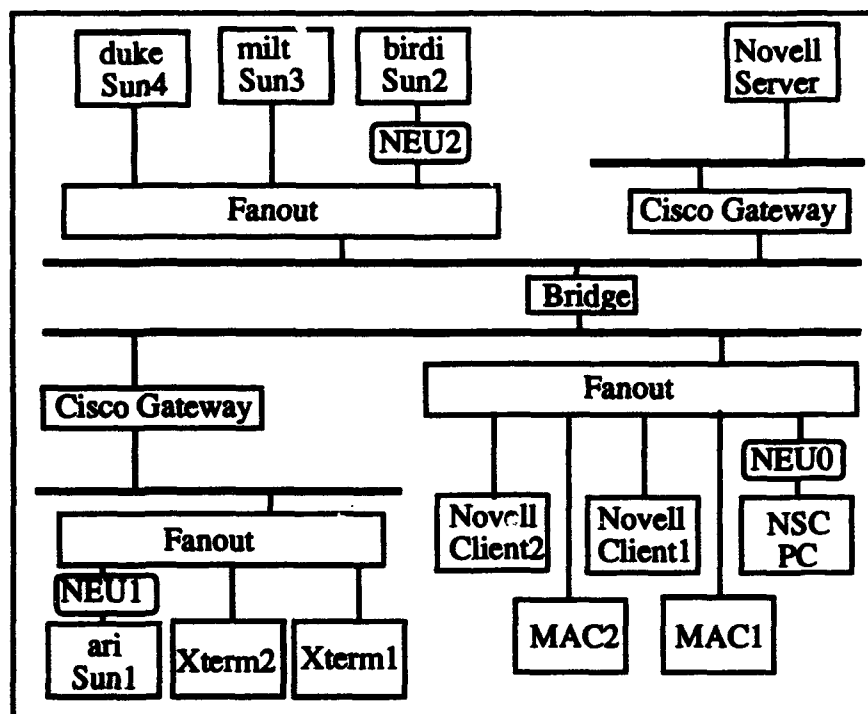 duke
Sun4
milt
Sun3
birdi
Sun2
Novell
Server
NEU2
Fanout
Cisco Gateway
Bridge
Fanout
Cisco Gateway
NEU0
Novell
Client2
Novell
Client1
NSC
PC
Fanout
NEU1
MAC2
MAC1
ari
Sun1
Xterm2
Xterm1